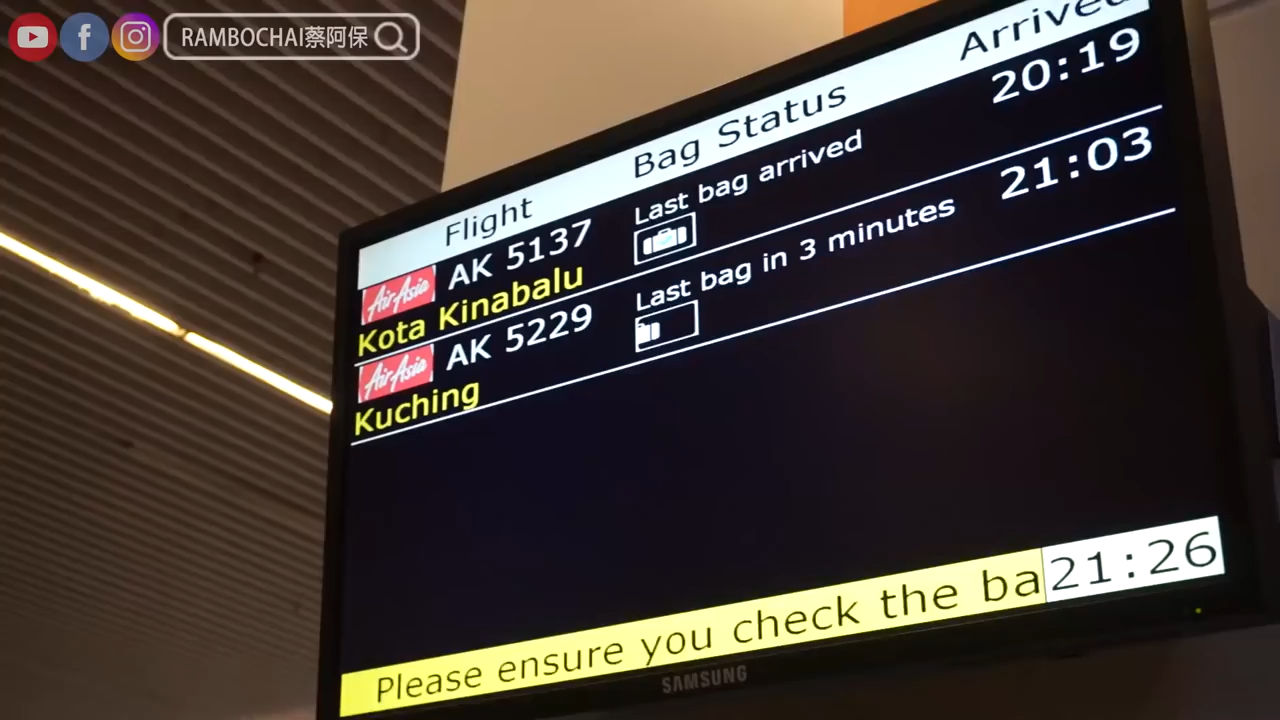 RAMBOCHAI蔡阿保
Flight Bag Status Arrived
AirAsia AK 5137 Last bag arrived 20:19
Kota Kinabalu
AirAsia AK 5229 Last bag in 3 minutes 21:03
Kuching
Please ensure you check the ba 21:26
SAMSUNG